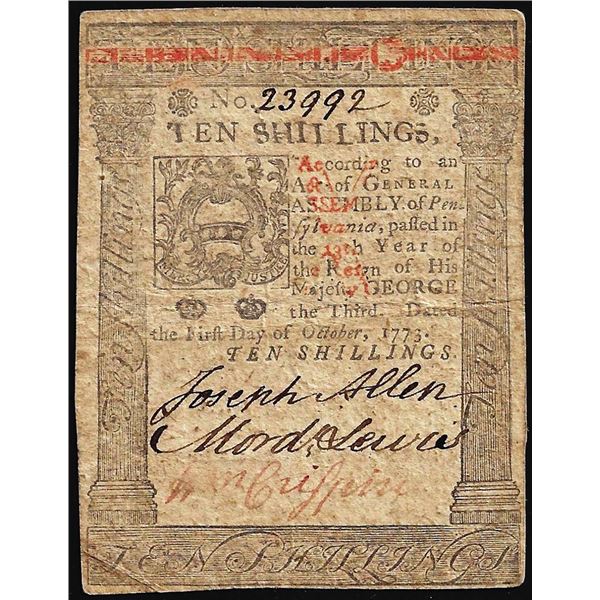 No. 23992
TEN SHILLINGS,
According to an
Act of GENERAL
ASSEMBLY of Pen-
ſylvania, paſſed in
the 13th Year of
the Reign of His
Majeſty GEORGE
the Third. Dated
the Firſt Day of October, 1773.
TEN SHILLINGS.
Joseph Allen
Mord Lewis
Wm Crispin
TEN SHILLINGS